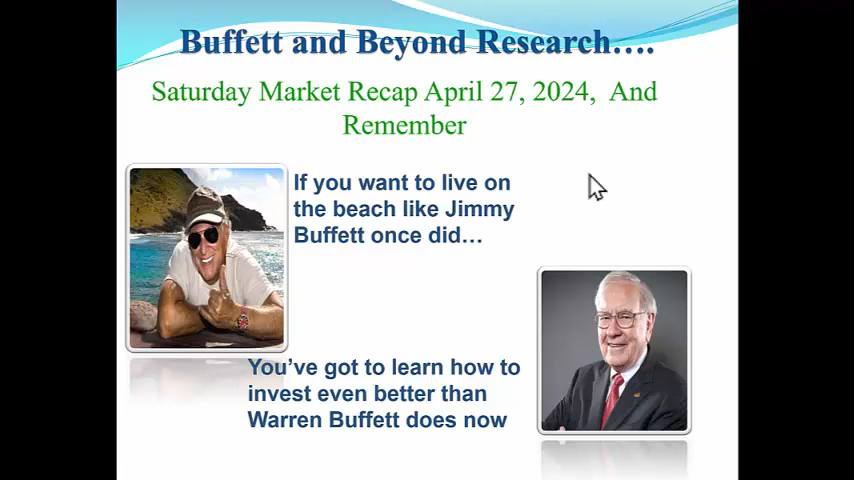 Buffett and Beyond Research….
Saturday Market Recap April 27, 2024,  And
Remember
If you want to live on
the beach like Jimmy
Buffett once did…
You’ve got to learn how to
invest even better than
Warren Buffett does now